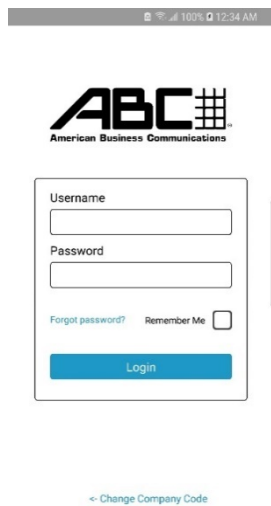 100% 12:34 AM
ABC
American Business Communications
Username
Password
Forgot password? Remember Me
Login
<- Change Company Code